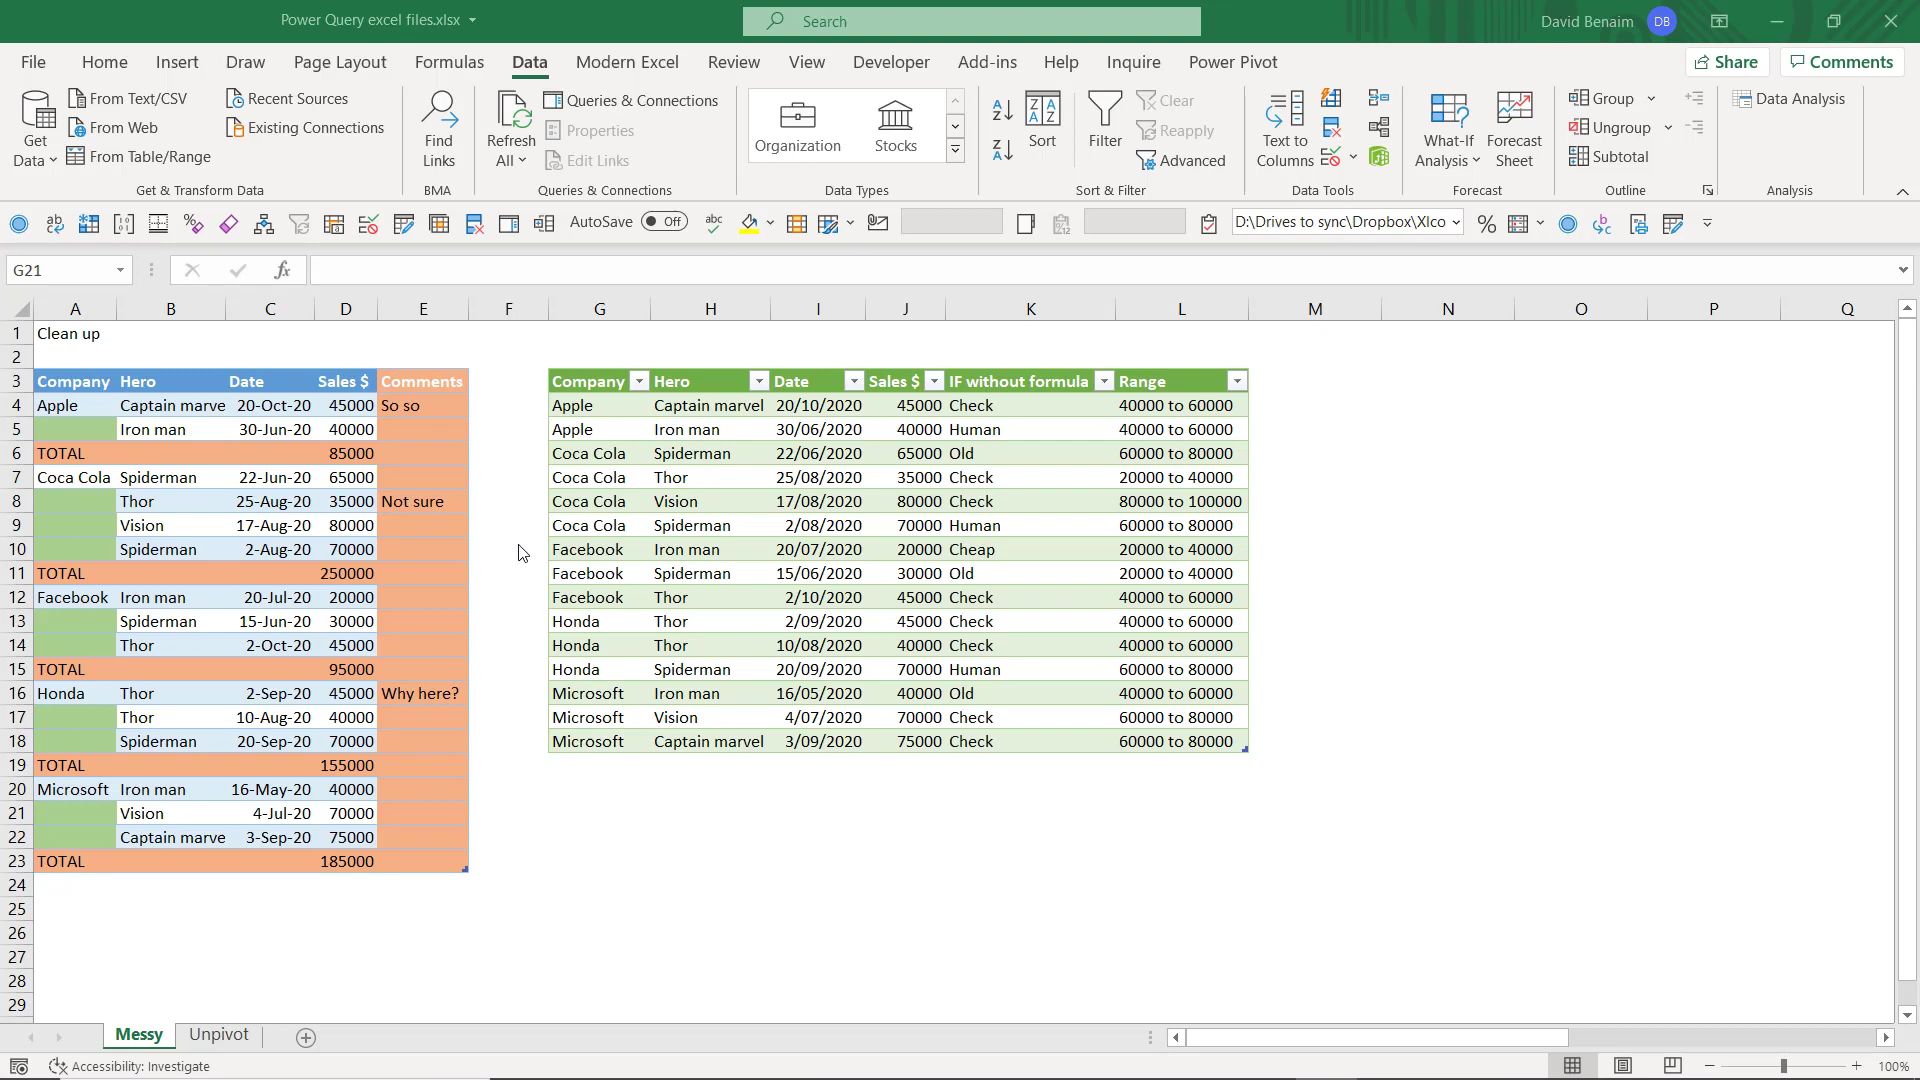 Power Query excel files.xlsx
Search
David Benaim DB
File Home Insert Draw Page Layout Formulas Data Modern Excel Review View Developer Add-ins Help Inquire Power Pivot Share Comments
Get Data
From Text/CSV
From Web
From Table/Range
Recent Sources
Existing Connections
Get & Transform Data
Find Links
BMA
Refresh All
Queries & Connections
Properties
Edit Links
Queries & Connections
Organization Stocks
Data Types
Sort
Filter
Clear
Reapply
Advanced
Sort & Filter
Text to Columns
Data Tools
What-If Analysis
Forecast Sheet
Forecast
Group
Ungroup
Subtotal
Outline
Data Analysis
Analysis
AutoSave Off
D:\Drives to sync\Dropbox\Xlco
G21 fx
A B C D E F G H I J K L M N O P Q
1 Clean up
2
3 Company Hero Date Sales $ Comments Company Hero Date Sales $ IF without formula Range
4 Apple Captain marve 20-Oct-20 45000 So so Apple Captain marvel 20/10/2020 45000 Check 40000 to 60000
5 Iron man 30-Jun-20 40000 Apple Iron man 30/06/2020 40000 Human 40000 to 60000
6 TOTAL 85000 Coca Cola Spiderman 22/06/2020 65000 Old 60000 to 80000
7 Coca Cola Spiderman 22-Jun-20 65000 Coca Cola Thor 25/08/2020 35000 Check 20000 to 40000
8 Thor 25-Aug-20 35000 Not sure Coca Cola Vision 17/08/2020 80000 Check 80000 to 100000
9 Vision 17-Aug-20 80000 Coca Cola Spiderman 2/08/2020 70000 Human 60000 to 80000
10 Spiderman 2-Aug-20 70000 Facebook Iron man 20/07/2020 20000 Cheap 20000 to 40000
11 TOTAL 250000 Facebook Spiderman 15/06/2020 30000 Old 20000 to 40000
12 Facebook Iron man 20-Jul-20 20000 Facebook Thor 2/10/2020 45000 Check 40000 to 60000
13 Spiderman 15-Jun-20 30000 Honda Thor 2/09/2020 45000 Check 40000 to 60000
14 Thor 2-Oct-20 45000 Honda Thor 10/08/2020 40000 Check 40000 to 60000
15 TOTAL 95000 Honda Spiderman 20/09/2020 70000 Human 60000 to 80000
16 Honda Thor 2-Sep-20 45000 Why here? Microsoft Iron man 16/05/2020 40000 Old 40000 to 60000
17 Thor 10-Aug-20 40000 Microsoft Vision 4/07/2020 70000 Check 60000 to 80000
18 Spiderman 20-Sep-20 70000 Microsoft Captain marvel 3/09/2020 75000 Check 60000 to 80000
19 TOTAL 155000
20 Microsoft Iron man 16-May-20 40000
21 Vision 4-Jul-20 70000
22 Captain marve 3-Sep-20 75000
23 TOTAL 185000
24
25
26
27
28
29
Messy Unpivot
Accessibility: Investigate 100%